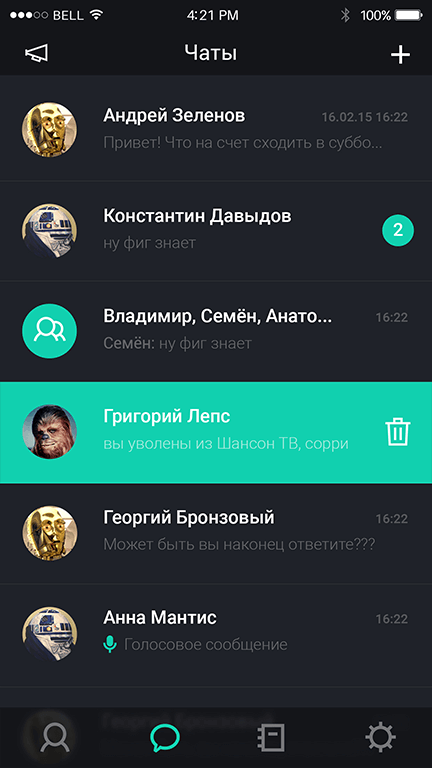 BELL 4:21 PM 100%
Чаты
Андрей Зеленов 16.02.15 16:22
Привет! Что на счет сходить в суббо...
Константин Давыдов
ну фиг знает
2
Владимир, Семён, Анато... 16:22
Семён: ну фиг знает
Григорий Лепс
вы уволены из Шансон ТВ, сорри
Георгий Бронзовый 16:22
Может быть вы наконец ответите???
Анна Мантис 16:22
Голосовое сообщение
Георгий Бронзовый